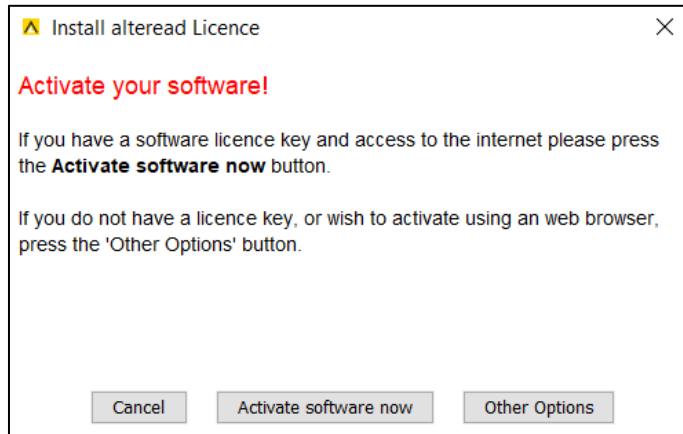 Install alteread Licence
Activate your software!
If you have a software licence key and access to the internet please press
the Activate software now button.
If you do not have a licence key, or wish to activate using an web browser,
press the 'Other Options' button.
Cancel Activate software now Other Options